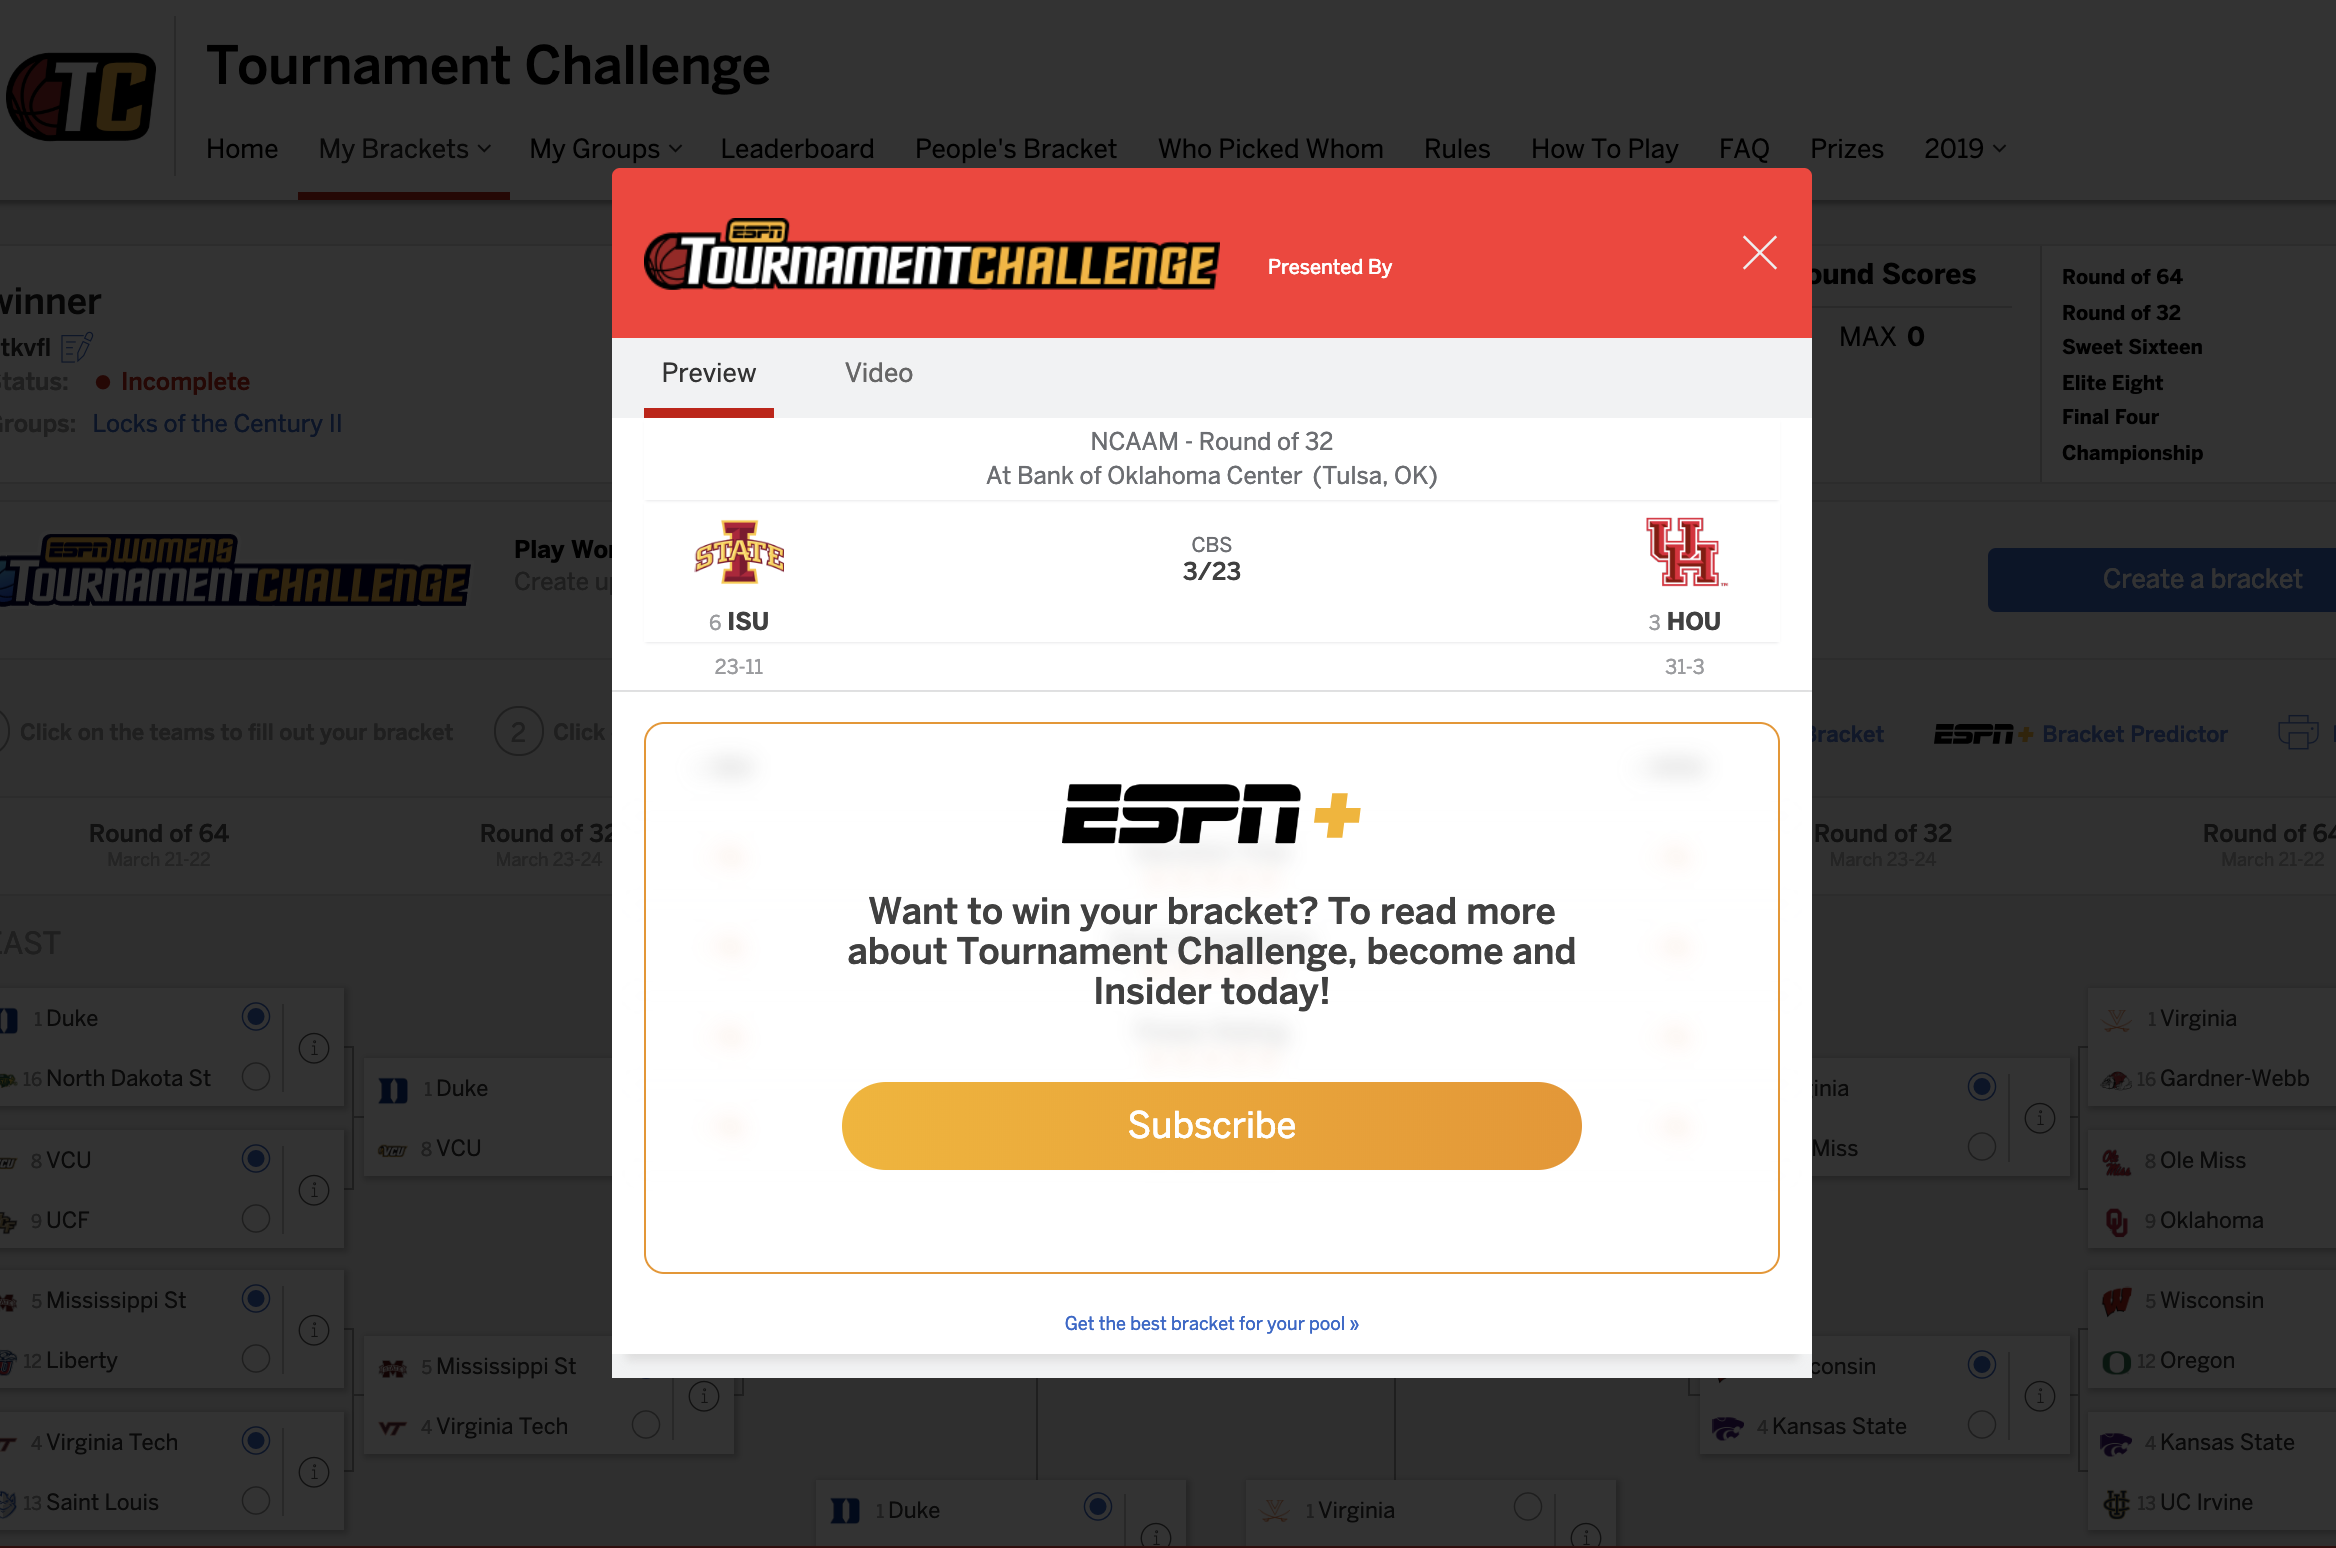 TC
Tournament Challenge
Home My Brackets My Groups Leaderboard People's Bracket Who Picked Whom Rules How To Play FAQ Prizes 2019
ESPN
TOURNAMENTCHALLENGE
Presented By
winner
tkvfl
Status: Incomplete
Groups: Locks of the Century II
ound Scores
MAX 0
Round of 64
Round of 32
Sweet Sixteen
Elite Eight
Final Four
Championship
Preview Video
NCAAM - Round of 32
At Bank of Oklahoma Center (Tulsa, OK)
STATE
6 ISU
23-11
CBS
3/23
UH
3 HOU
31-3
ESPN WOMENS
TOURNAMENTCHALLENGE
Play Wo
Create u
Create a bracket
Click on the teams to fill out your bracket
2 Click
Bracket
ESPN+ Bracket Predictor
ESPN+
Want to win your bracket? To read more
about Tournament Challenge, become and
Insider today!
Subscribe
Get the best bracket for your pool »
Round of 64
March 21-22
Round of 32
March 23-24
Round of 32
March 23-24
Round of 64
March 21-22
EAST
1 Duke
16 North Dakota St
8 VCU
9 UCF
5 Mississippi St
12 Liberty
4 Virginia Tech
13 Saint Louis
1 Duke
8 VCU
5 Mississippi St
4 Virginia Tech
1 Duke
1 Virginia
inia
Miss
consin
4 Kansas State
1 Virginia
16 Gardner-Webb
8 Ole Miss
9 Oklahoma
5 Wisconsin
12 Oregon
4 Kansas State
13 UC Irvine